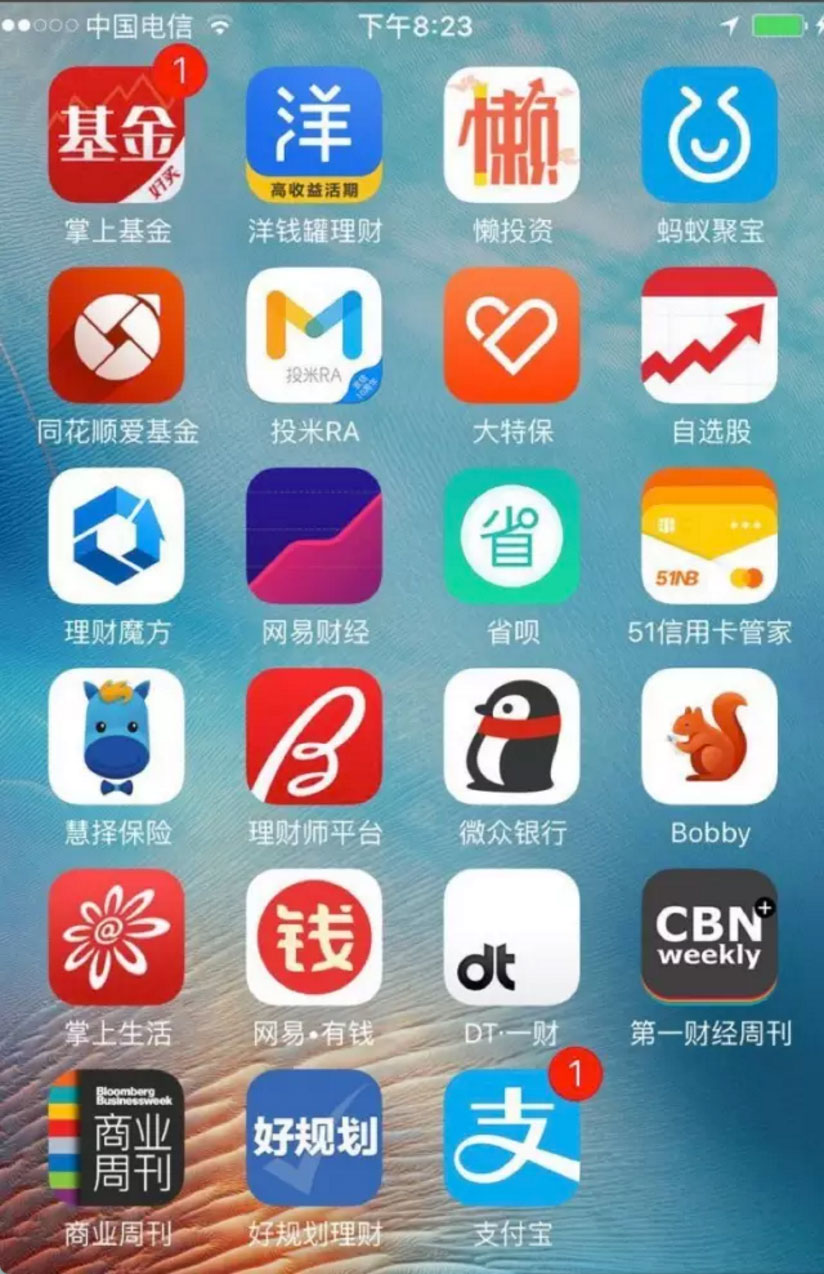 中国电信
下午8:23
1
基金
好买
掌上基金
洋
高收益活期
洋钱罐理财
懒
懒投资
蚂蚁聚宝
同花顺爱基金
投米RA
投米RA
大特保
自选股
理财魔方
网易财经
省
省呗
51NB
51信用卡管家
慧择保险
理财师平台
微众银行
Bobby
@
掌上生活
钱
网易•有钱
dt
DT·一财
CBN+
weekly
第一财经周刊
Bloomberg
Businessweek
商业
周刊
商业周刊
好规划
好规划理财
1
支
支付宝